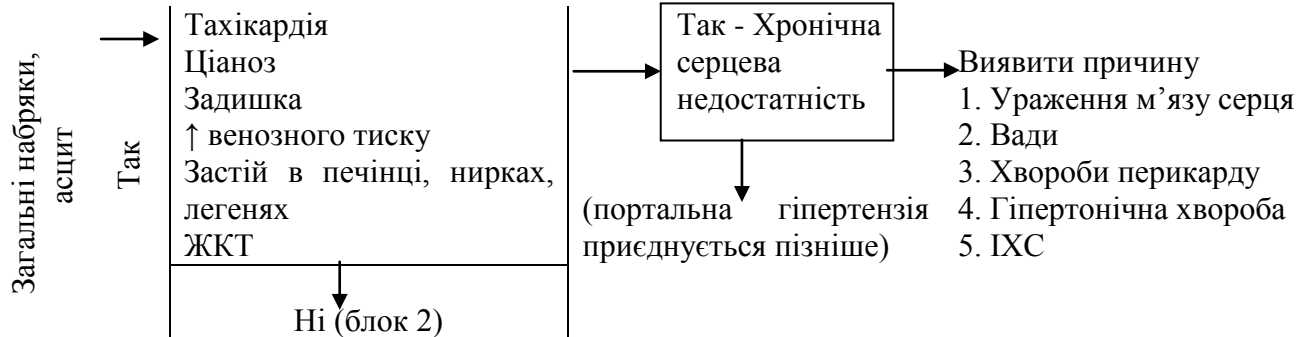 Загальні набряки,
асцит
Так
Тахікардія
Ціаноз
Задишка
↑ венозного тиску
Застій в печінці, нирках,
легенях
ЖКТ
Ні (блок 2)
Так - Хронічна
серцева
недостатність
(портальна гіпертензія
приєднується пізніше)
Виявити причину
1. Ураження м’язу серця
2. Вади
3. Хвороби перикарду
4. Гіпертонічна хвороба
5. ІХС